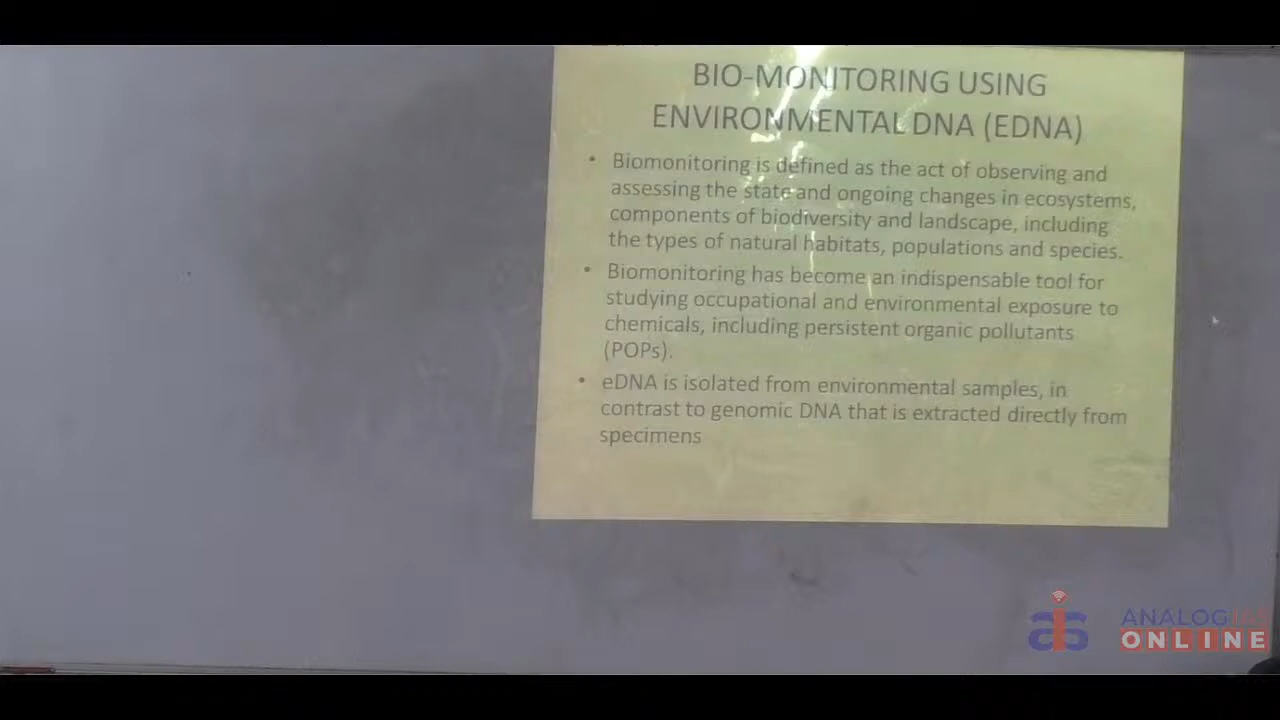 BIO-MONITORING USING
ENVIRONMENTAL DNA (EDNA)
• Biomonitoring is defined as the act of observing and
assessing the state and ongoing changes in ecosystems,
components of biodiversity and landscape, including
the types of natural habitats, populations and species.
• Biomonitoring has become an indispensable tool for
studying occupational and environmental exposure to
chemicals, including persistent organic pollutants
(POPs).
• eDNA is isolated from environmental samples, in
contrast to genomic DNA that is extracted directly from
specimens
ais
ANALOG IAS
ONLINE